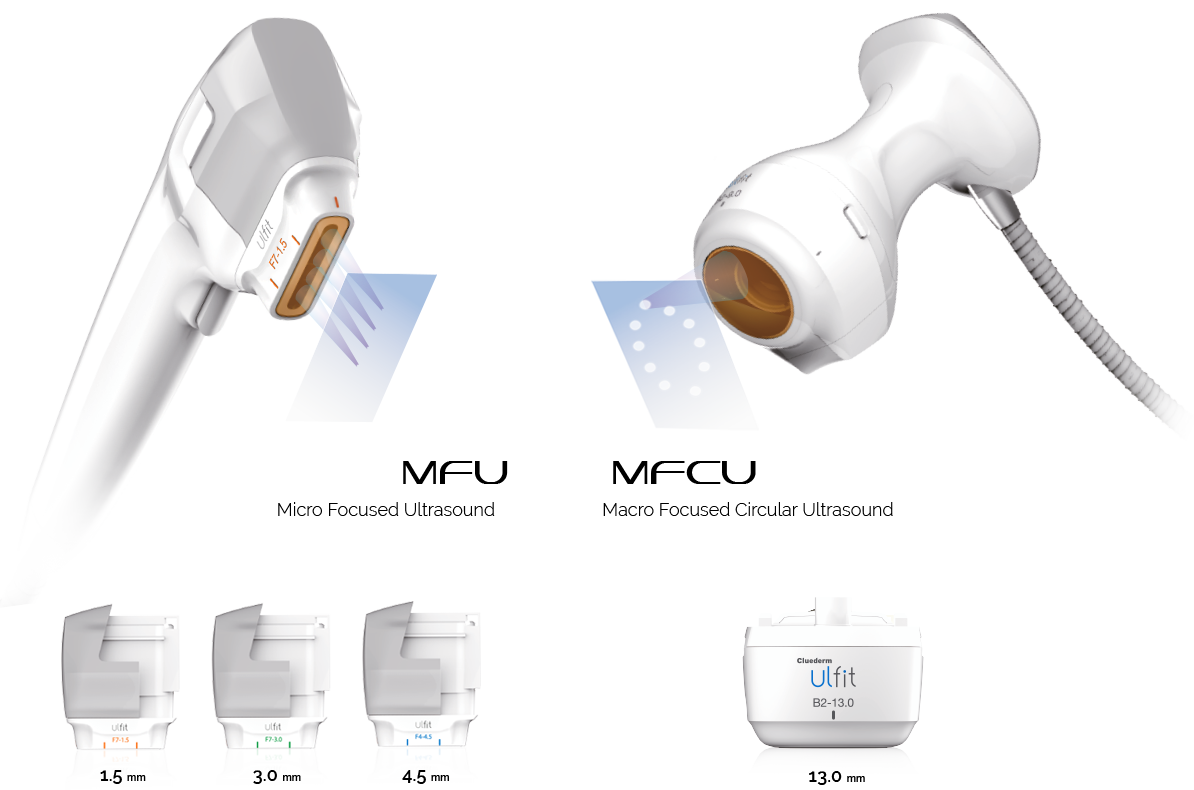 Ulfit
F7-1.5
Ulfit
MFU
MFCU
Micro Focused Ultrasound
Macro Focused Circular Ultrasound
Ulfit
F7-1.5
1.5 mm
Ulfit
F7-3.0
3.0 mm
Ulfit
F4-4.5
4.5 mm
Cluederm
Ulfit
B2-13.0
13.0 mm